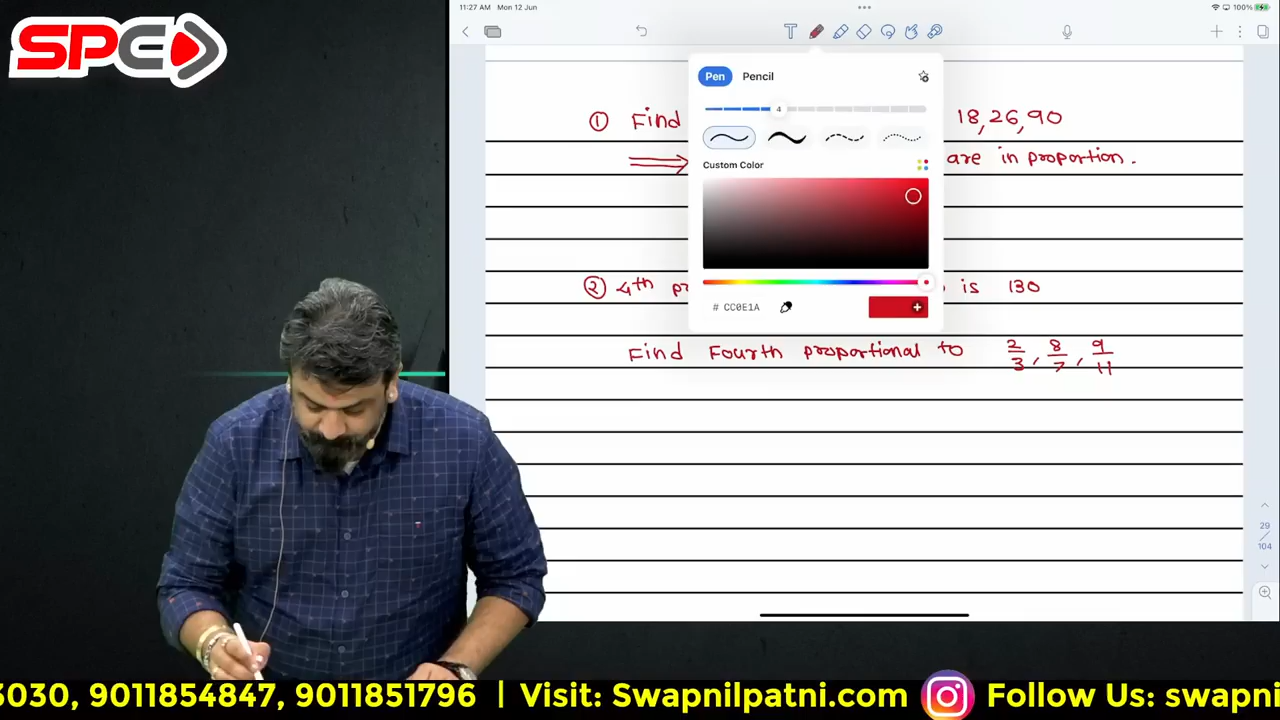 SPE
11:27 AM Mon 12 Jun
100%
T
① Find 18,26,90
are in proportion.
Pen Pencil
4
Custom Color
# CC0E1A
② 4th is 130
Find Fourth proportional to 2/3, 8/7, 9/11
29
/
104
3030, 9011854847, 9011851796 | Visit: Swapnilpatni.com Follow Us: